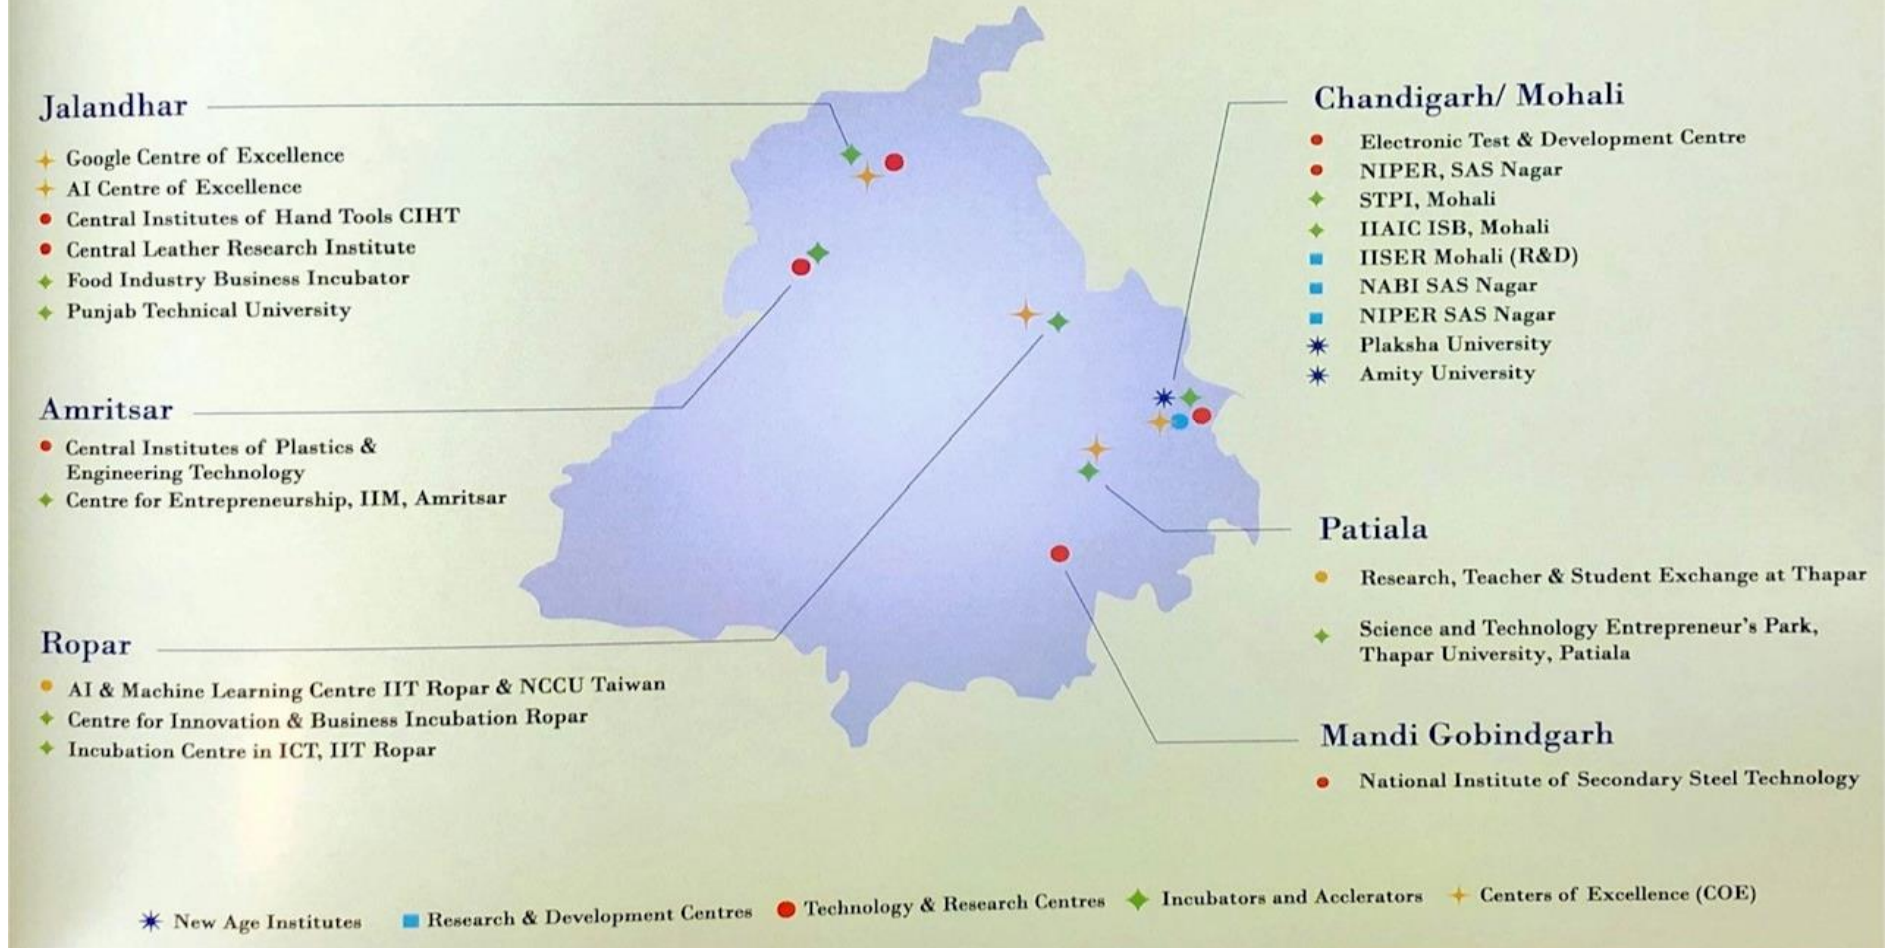 Jalandhar
Google Centre of Excellence
AI Centre of Excellence
Central Institutes of Hand Tools CIHT
Central Leather Research Institute
Food Industry Business Incubator
Punjab Technical University
Amritsar
Central Institutes of Plastics &
Engineering Technology
Centre for Entrepreneurship, IIM, Amritsar
Ropar
AI & Machine Learning Centre IIT Ropar & NCCU Taiwan
Centre for Innovation & Business Incubation Ropar
Incubation Centre in ICT, IIT Ropar
Chandigarh/ Mohali
Electronic Test & Development Centre
NIPER, SAS Nagar
STPI, Mohali
IIAIC ISB, Mohali
IISER Mohali (R&D)
NABI SAS Nagar
NIPER SAS Nagar
Plaksha University
Amity University
Patiala
Research, Teacher & Student Exchange at Thapar
Science and Technology Entrepreneur's Park,
Thapar University, Patiala
Mandi Gobindgarh
National Institute of Secondary Steel Technology
New Age Institutes
Research & Development Centres
Technology & Research Centres
Incubators and Acclerators
Centers of Excellence (COE)